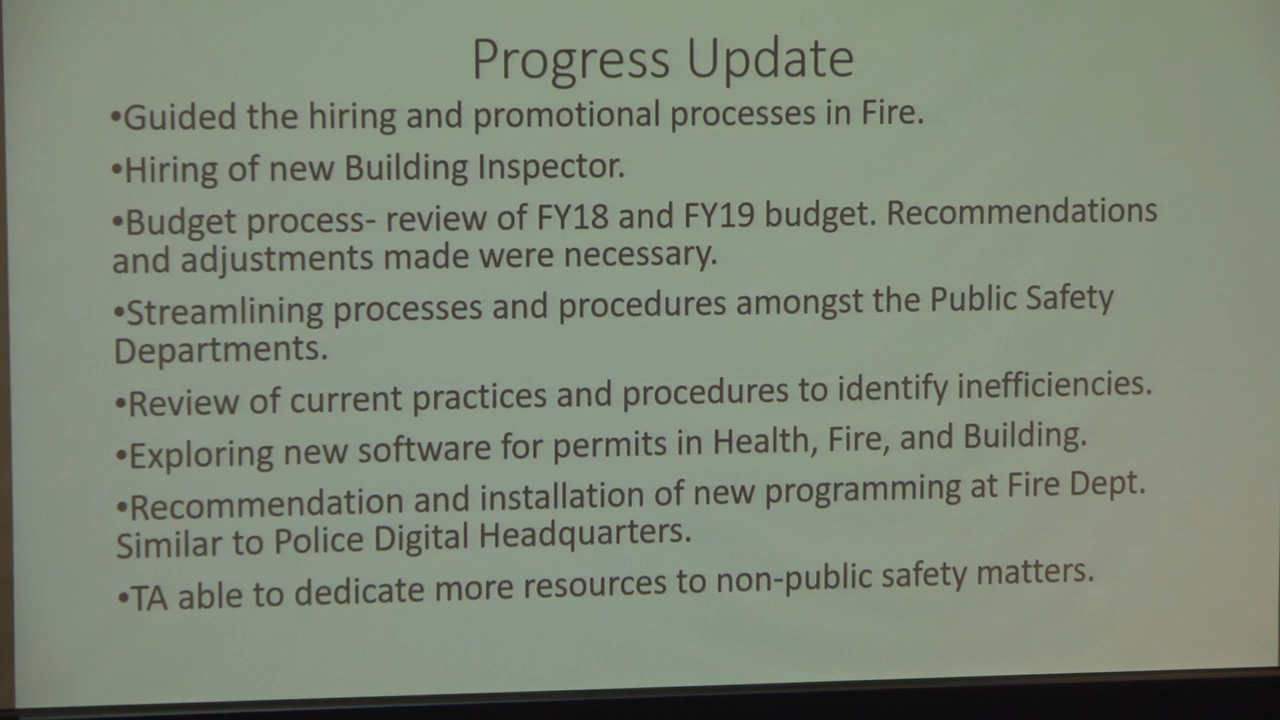 Progress Update
•Guided the hiring and promotional processes in Fire.
•Hiring of new Building Inspector.
•Budget process- review of FY18 and FY19 budget. Recommendations
and adjustments made were necessary.
•Streamlining processes and procedures amongst the Public Safety
Departments.
•Review of current practices and procedures to identify inefficiencies.
•Exploring new software for permits in Health, Fire, and Building.
•Recommendation and installation of new programming at Fire Dept.
Similar to Police Digital Headquarters.
•TA able to dedicate more resources to non-public safety matters.